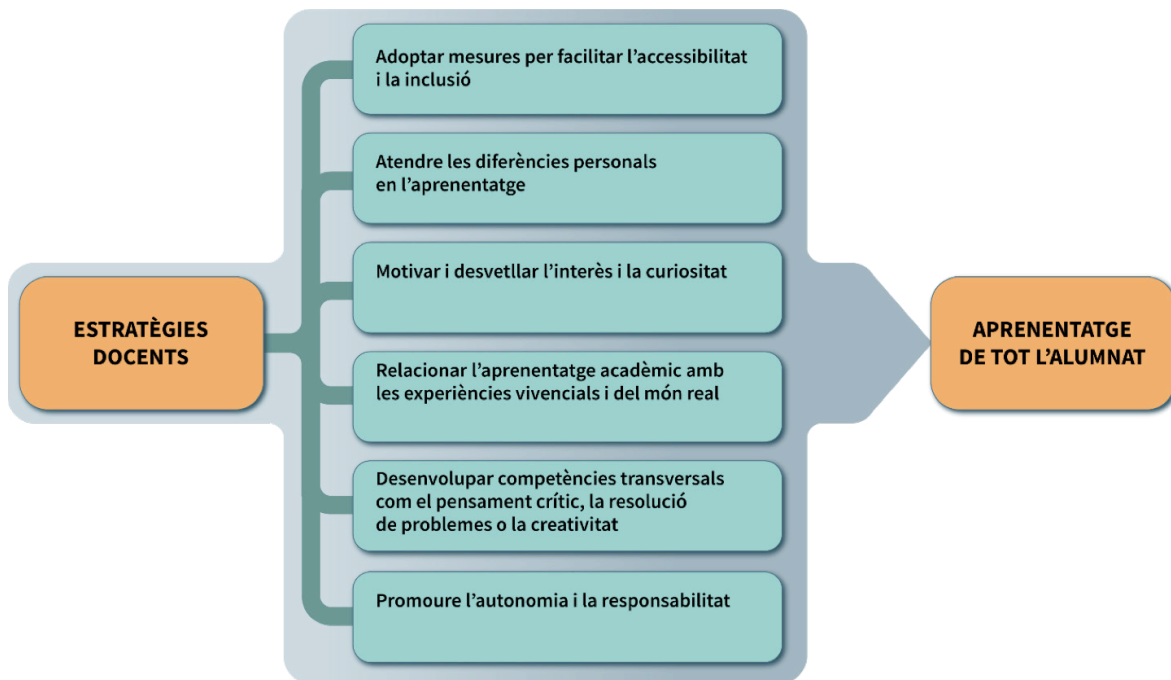 ESTRATÈGIES
DOCENTS
Adoptar mesures per facilitar l’accessibilitat
i la inclusió
Atendre les diferències personals
en l’aprenentatge
Motivar i desvetllar l’interès i la curiositat
Relacionar l’aprenentatge acadèmic amb
les experiències vivencials i del món real
Desenvolupar competències transversals
com el pensament crític, la resolució
de problemes o la creativitat
Promoure l’autonomia i la responsabilitat
APRENENTATGE
DE TOT L’ALUMNAT